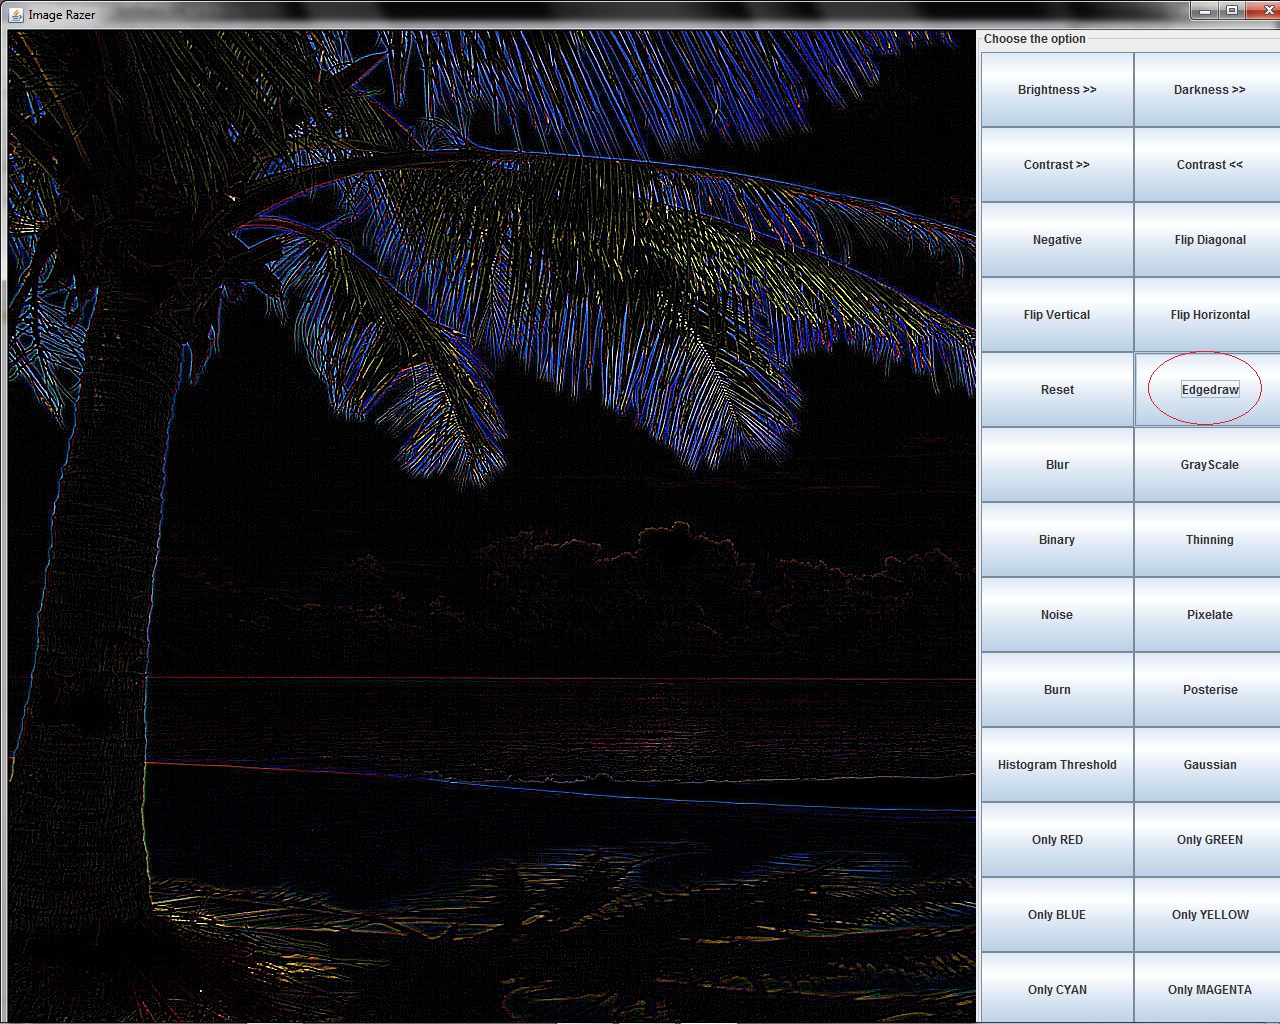 Image Razer
Choose the option
Brightness >> Darkness >>
Contrast >> Contrast <<
Negative Flip Diagonal
Flip Vertical Flip Horizontal
Reset Edgedraw
Blur GrayScale
Binary Thinning
Noise Pixelate
Burn Posterise
Histogram Threshold Gaussian
Only RED Only GREEN
Only BLUE Only YELLOW
Only CYAN Only MAGENTA